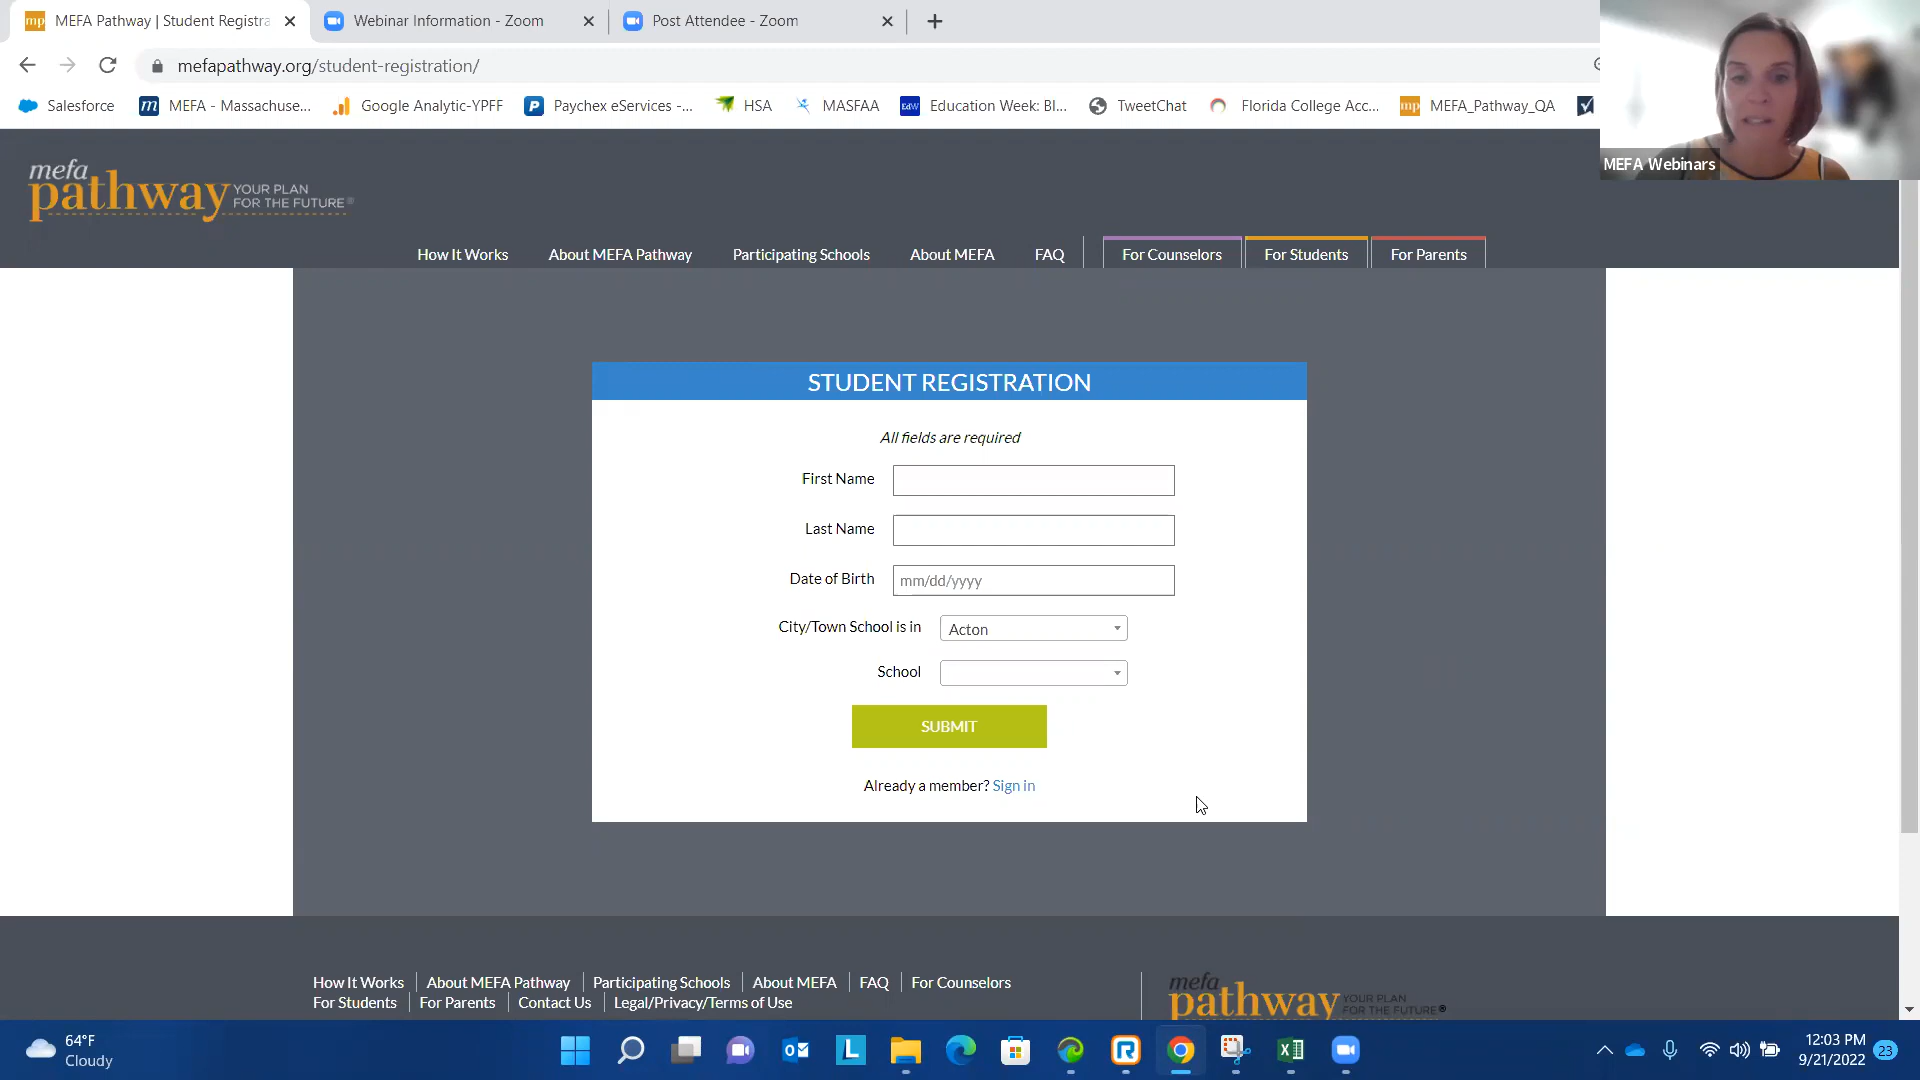 MEFA Pathway | Student Registra
Webinar Information - Zoom
Post Attendee - Zoom
mefapathway.org/student-registration/
Salesforce
MEFA - Massachuse...
Google Analytic-YPFF
Paychex eServices -...
HSA
MASFAA
Education Week: Bl...
TweetChat
Florida College Acc...
MEFA_Pathway_QA
MEFA Webinars
mefa
pathway YOUR PLAN
FOR THE FUTURE®
How It Works
About MEFA Pathway
Participating Schools
About MEFA
FAQ
For Counselors
For Students
For Parents
STUDENT REGISTRATION
All fields are required
First Name
Last Name
Date of Birth mm/dd/yyyy
City/Town School is in Acton
School
SUBMIT
Already a member? Sign in
How It Works | About MEFA Pathway | Participating Schools | About MEFA | FAQ | For Counselors
For Students | For Parents | Contact Us | Legal/Privacy/Terms of Use
mefa
pathway YOUR PLAN
FOR THE FUTURE®
64°F
Cloudy
12:03 PM
9/21/2022
23